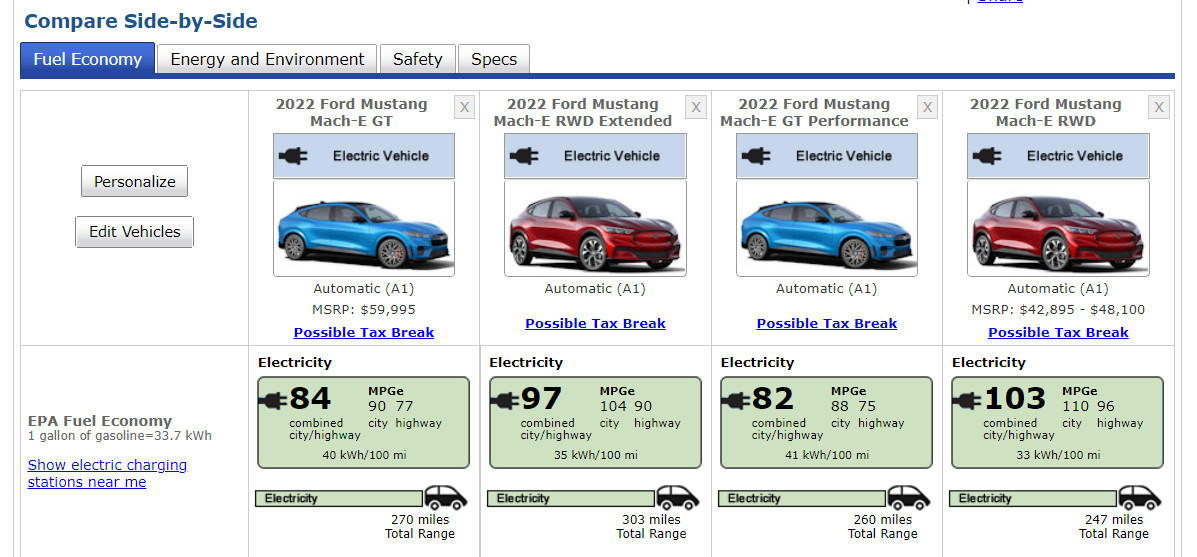 Compare Side-by-Side
Fuel Economy
Energy and Environment
Safety
Specs
Personalize
Edit Vehicles
2022 Ford Mustang
Mach-E GT
X
Electric Vehicle
Automatic (A1)
MSRP: $59,995
Possible Tax Break
2022 Ford Mustang
Mach-E RWD Extended
X
Electric Vehicle
Automatic (A1)
Possible Tax Break
2022 Ford Mustang
Mach-E GT Performance
X
Electric Vehicle
Automatic (A1)
Possible Tax Break
2022 Ford Mustang
Mach-E RWD
X
Electric Vehicle
Automatic (A1)
MSRP: $42,895 - $48,100
Possible Tax Break
EPA Fuel Economy
1 gallon of gasoline=33.7 kWh
Show electric charging
stations near me
Electricity
84
MPGe
90 77
combined city highway
city/highway
40 kWh/100 mi
Electricity
270 miles
Total Range
Electricity
97
MPGe
104 90
combined city highway
city/highway
35 kWh/100 mi
Electricity
303 miles
Total Range
Electricity
82
MPGe
88 75
combined city highway
city/highway
41 kWh/100 mi
Electricity
260 miles
Total Range
Electricity
103
MPGe
110 96
combined city highway
city/highway
33 kWh/100 mi
Electricity
247 miles
Total Range